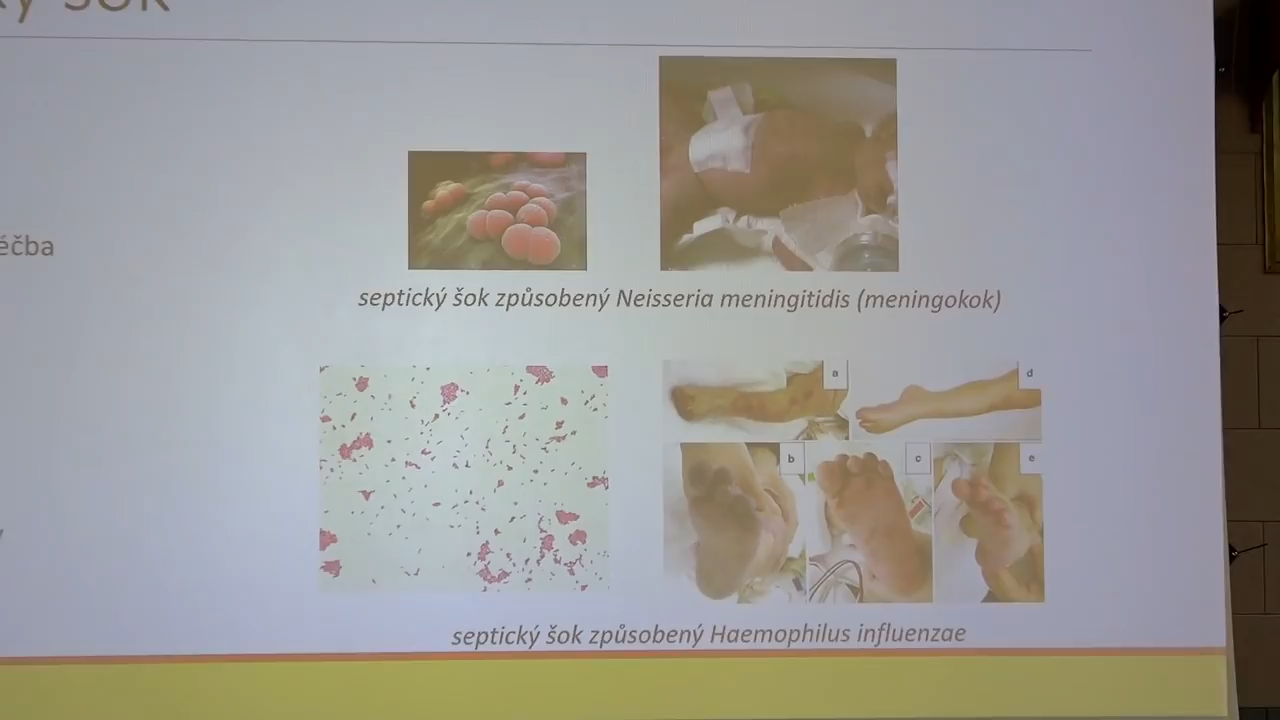 šok
éčba
septický šok způsobený Neisseria meningitidis (meningokok)
a
d
b
c
e
septický šok způsobený Haemophilus influenzae